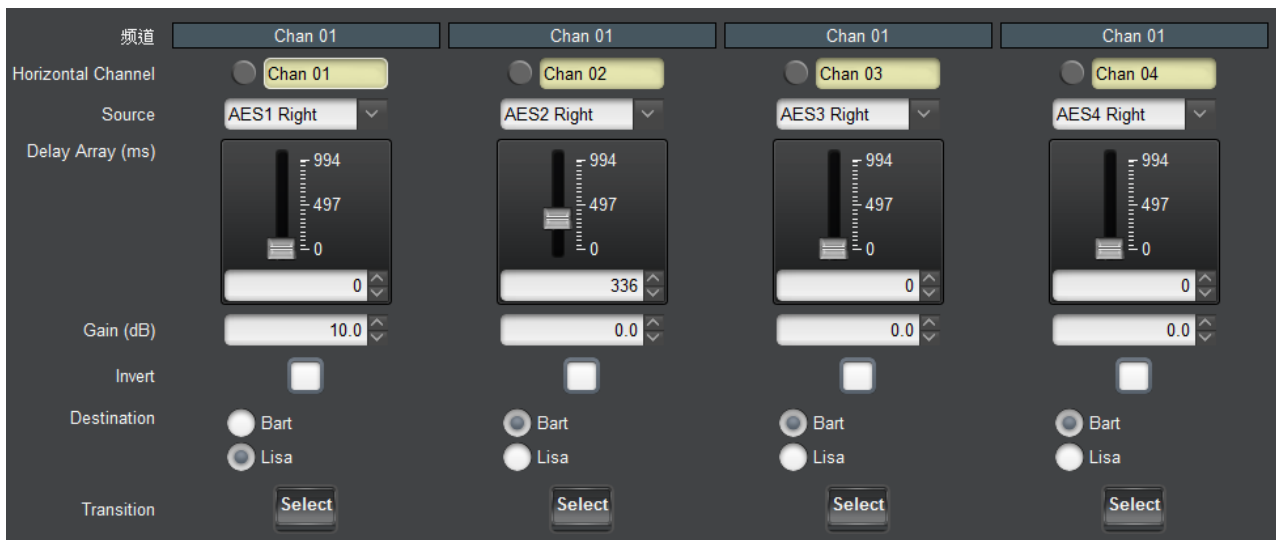 频道 Chan 01 Chan 01 Chan 01 Chan 01
Horizontal Channel Chan 01 Chan 02 Chan 03 Chan 04
Source AES1 Right AES2 Right AES3 Right AES4 Right
Delay Array (ms) 994 994 994 994
497 497 497 497
0 0 0 0
0 336 0 0
Gain (dB) 10.0 0.0 0.0 0.0
Invert
Destination Bart Bart Bart Bart
Lisa Lisa Lisa Lisa
Transition Select Select Select Select